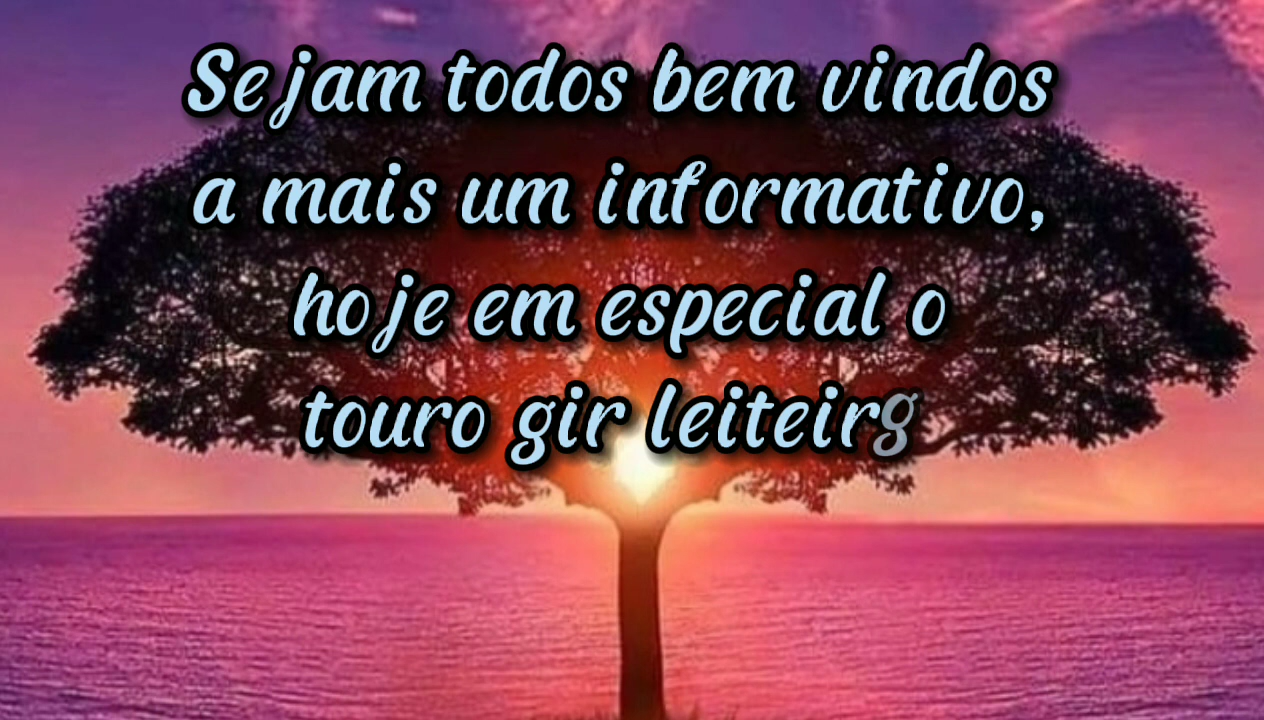 Sejam todos bem vindos
a mais um informativo,
hoje em especial o
touro gir leiteirg